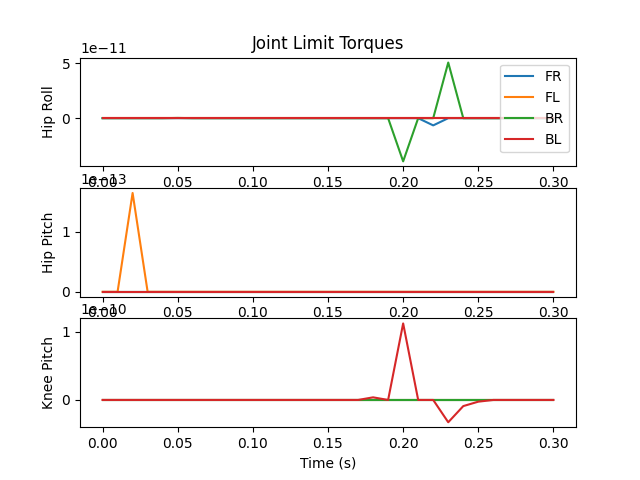 Joint Limit Torques
1e−11
5
0
Hip Roll
FR
FL
BR
BL
0.00 0.05 0.10 0.15 0.20 0.25 0.30
1e−13
1
0
Hip Pitch
0.00 0.05 0.10 0.15 0.20 0.25 0.30
1e−10
1
0
Knee Pitch
0.00 0.05 0.10 0.15 0.20 0.25 0.30
Time (s)